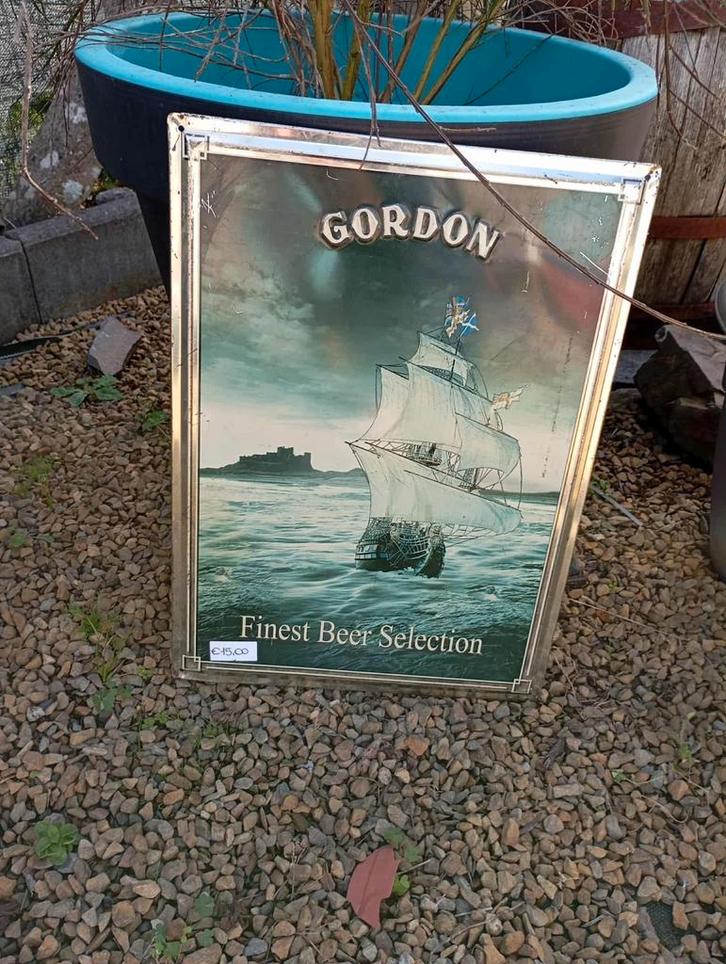 GORDON
Finest Beer Selection
€15,00